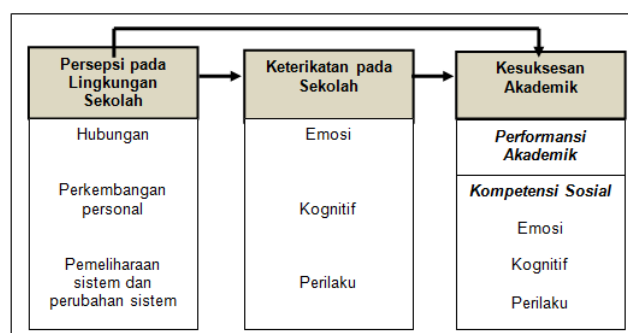 Persepsi pada
Lingkungan
Sekolah
Hubungan
Perkembangan
personal
Pemeliharaan
sistem dan
perubahan sistem
Keterikatan pada
Sekolah
Emosi
Kognitif
Perilaku
Kesuksesan
Akademik
Performansi
Akademik
Kompetensi Sosial
Emosi
Kognitif
Perilaku